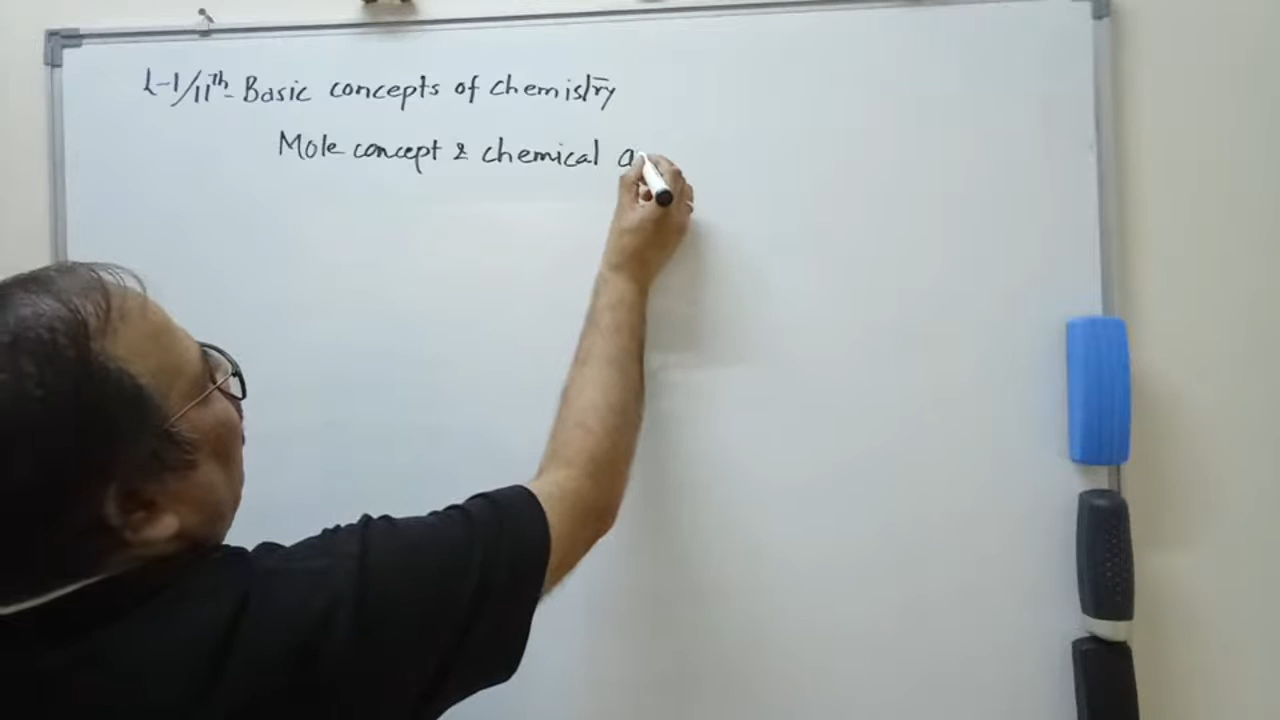 L-1/11th- Basic concepts of chemistry
Mole concept & chemical a